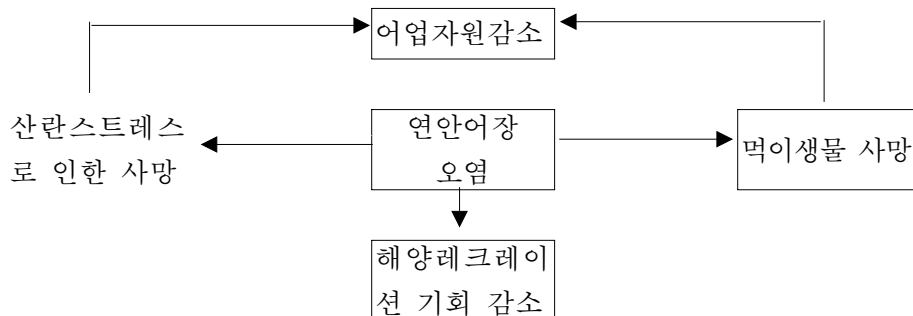 어업자원감소
산란스트레스
로 인한 사망
연안어장
오염
먹이생물 사망
해양레크레이
션 기회 감소